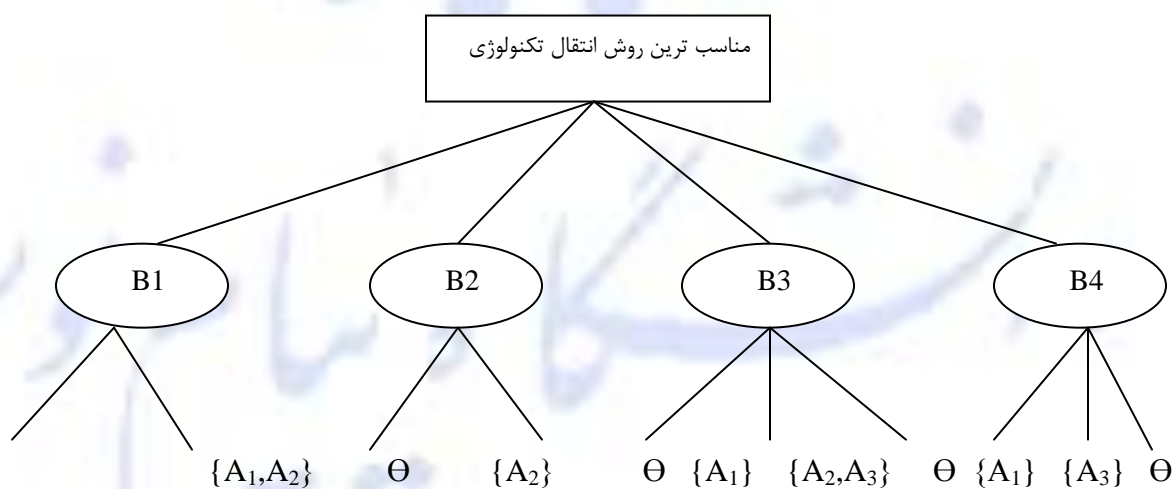 مناسب ترین روش انتقال تکنولوژی
B1 B2 B3 B4
{A₁,A₂} Ɵ {A₂} Ɵ {A₁} {A₂,A₃} Ɵ {A₁} {A₃} Ɵ